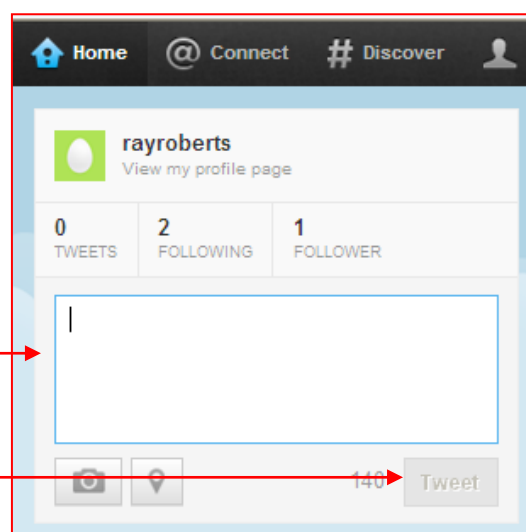 Home @ Connect # Discover
rayroberts
View my profile page
0 2 1
TWEETS FOLLOWING FOLLOWER
140 Tweet